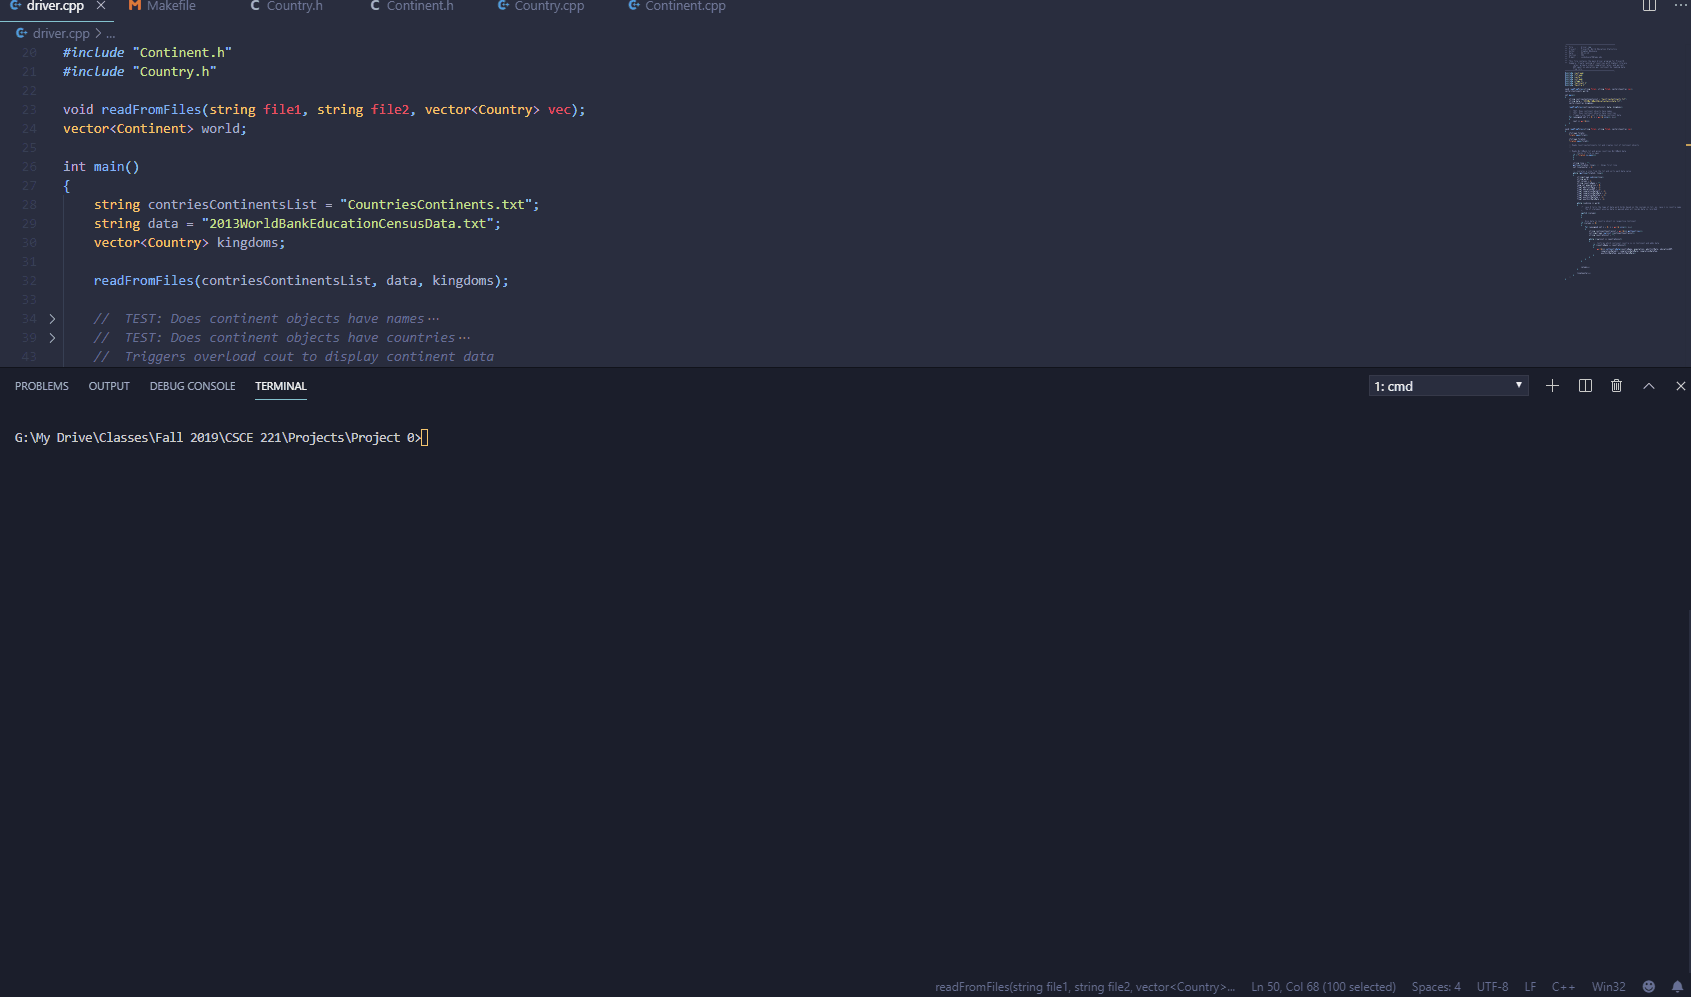 driver.cpp Makefile Country.h Continent.h Country.cpp Continent.cpp
driver.cpp > ...
20 #include "Continent.h"
21 #include "Country.h"
22
23 void readFromFiles(string file1, string file2, vector<Country> vec);
24 vector<Continent> world;
25
26 int main()
27 {
28 string contriesContinentsList = "CountriesContinents.txt";
29 string data = "2013WorldBankEducationCensusData.txt";
30 vector<Country> kingdoms;
31
32 readFromFiles(contriesContinentsList, data, kingdoms);
33
34 // TEST: Does continent objects have names ...
39 // TEST: Does continent objects have countries ...
43 // Triggers overload cout to display continent data
PROBLEMS OUTPUT DEBUG CONSOLE TERMINAL 1: cmd
G:\My Drive\Classes\Fall 2019\CSCE 221\Projects\Project 0>
readFromFiles(string file1, string file2, vector<Country>... Ln 50, Col 68 (100 selected) Spaces: 4 UTF-8 LF C++ Win32